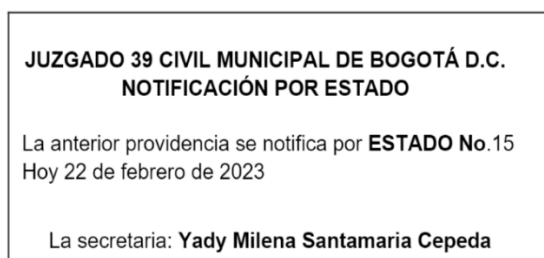 JUZGADO 39 CIVIL MUNICIPAL DE BOGOTÁ D.C.
NOTIFICACIÓN POR ESTADO
La anterior providencia se notifica por ESTADO No.15
Hoy 22 de febrero de 2023
La secretaria: Yady Milena Santamaria Cepeda